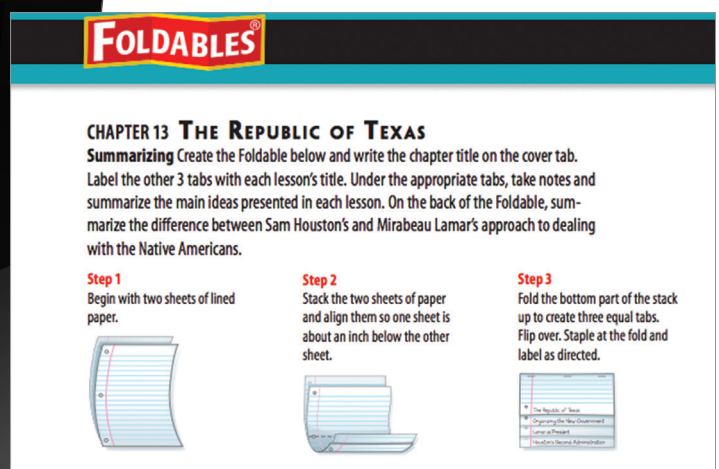 FOLDABLES®
CHAPTER 13 THE REPUBLIC OF TEXAS
Summarizing Create the Foldable below and write the chapter title on the cover tab.
Label the other 3 tabs with each lesson's title. Under the appropriate tabs, take notes and
summarize the main ideas presented in each lesson. On the back of the Foldable, sum-
marize the difference between Sam Houston's and Mirabeau Lamar's approach to dealing
with the Native Americans.
Step 1
Begin with two sheets of lined
paper.
Step 2
Stack the two sheets of paper
and align them so one sheet is
about an inch below the other
sheet.
Step 3
Fold the bottom part of the stack
up to create three equal tabs.
Flip over. Staple at the fold and
label as directed.
The Republic of Texas
Organizing the New Government
Lamar as President
Houston's Second Administration